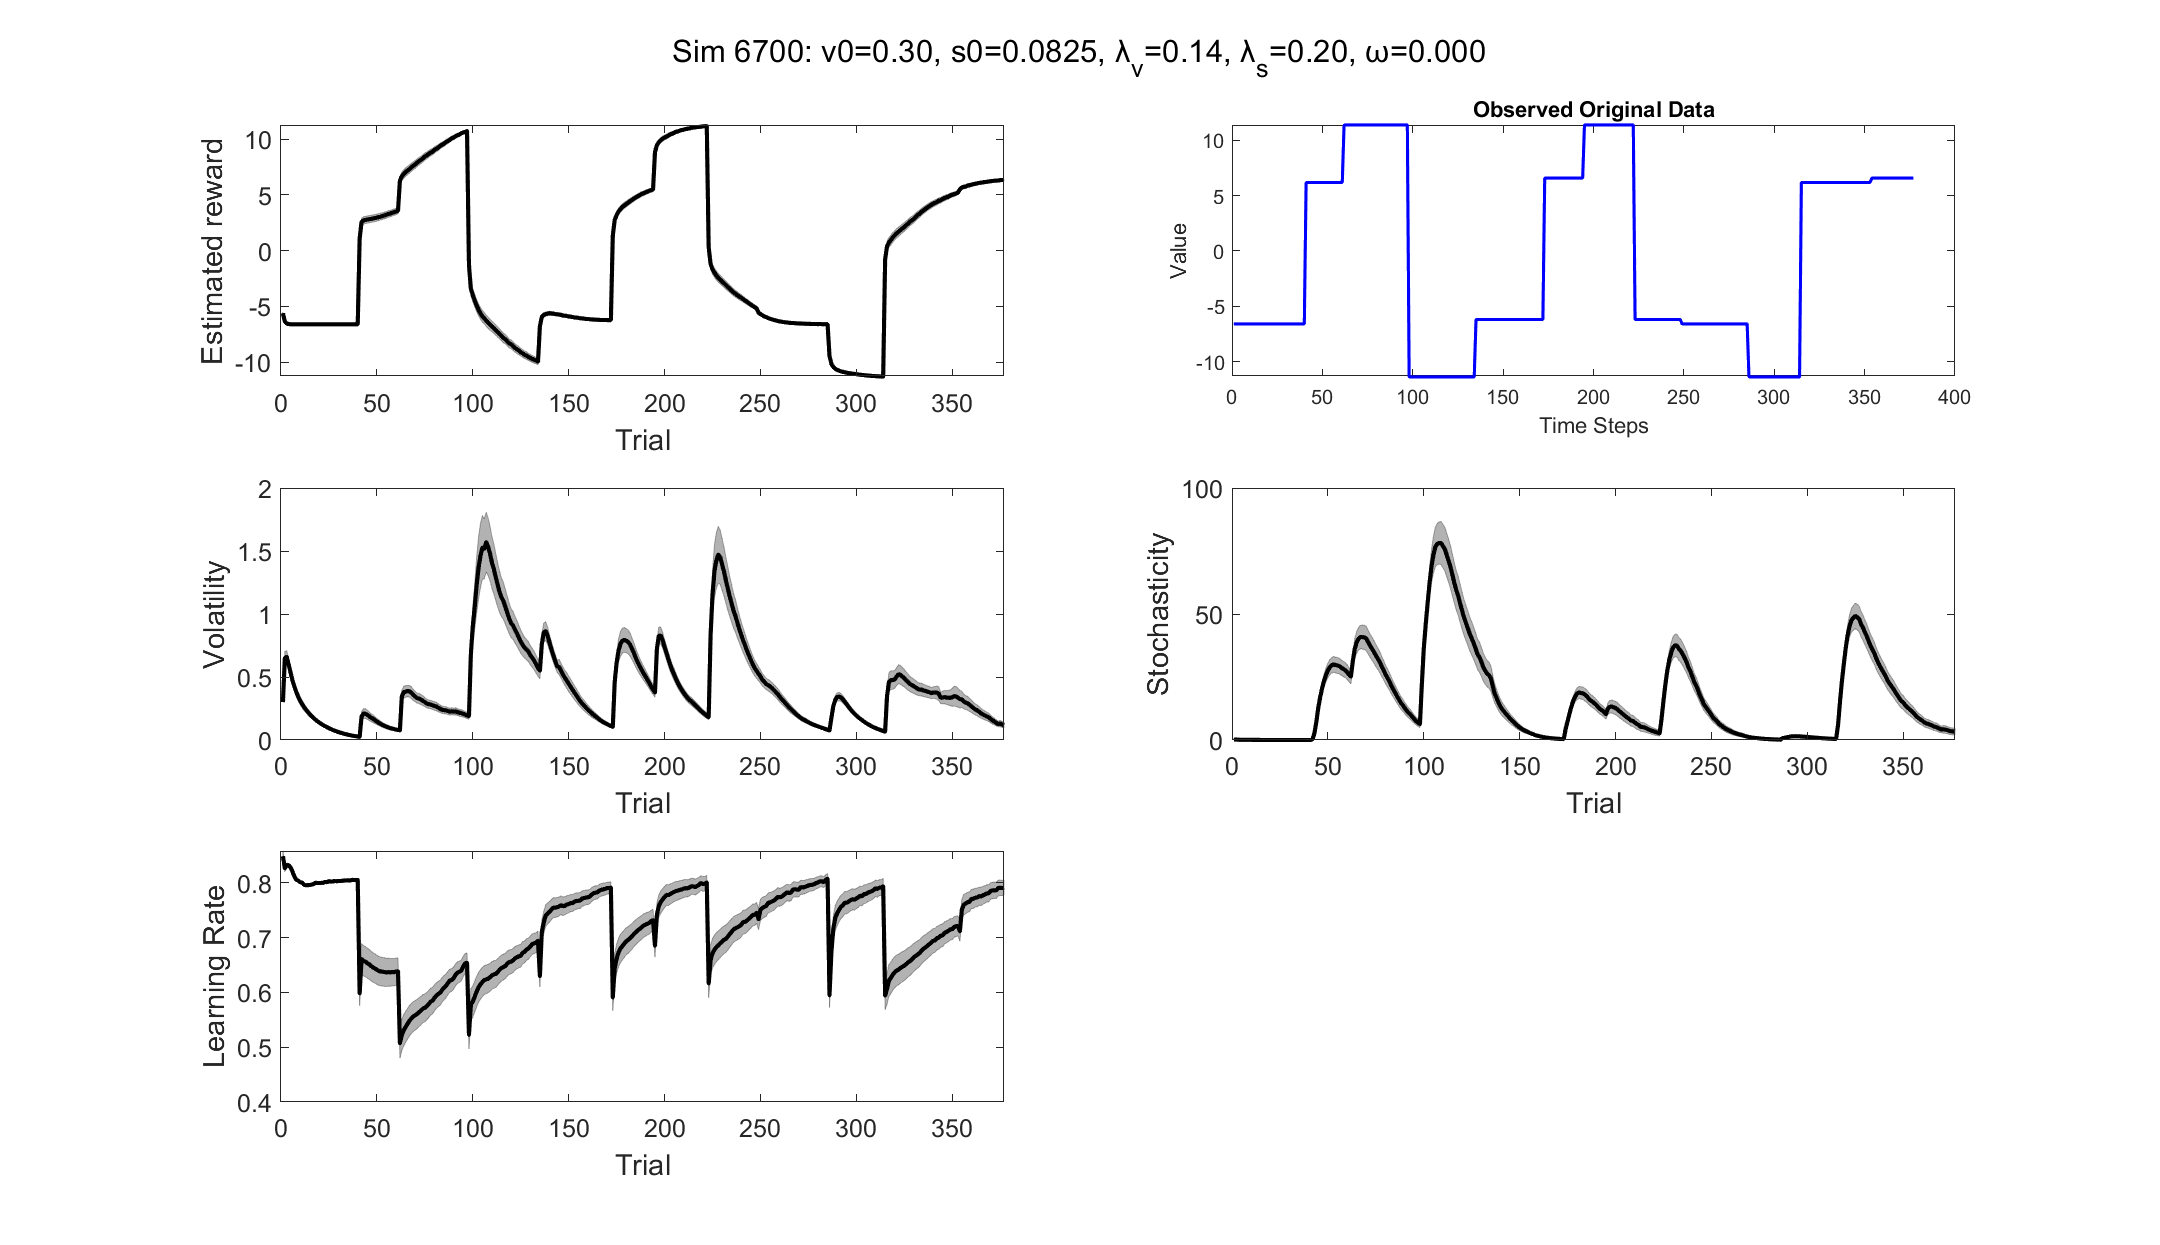 Sim 6700: v0=0.30, s0=0.0825, λ_v=0.14, λ_s=0.20, ω=0.000
Estimated reward
10
5
0
-5
-10
0 50 100 150 200 250 300 350
Trial
Observed Original Data
Value
10
5
0
-5
-10
0 50 100 150 200 250 300 350 400
Time Steps
Volatility
2
1.5
1
0.5
0
0 50 100 150 200 250 300 350
Trial
Stochasticity
100
50
0
0 50 100 150 200 250 300 350
Trial
Learning Rate
0.8
0.7
0.6
0.5
0.4
0 50 100 150 200 250 300 350
Trial